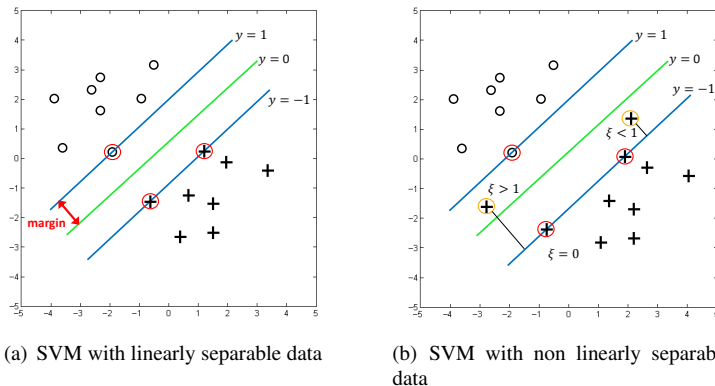 5
4
3
2
1
0
−1
−2
−3
−4
−5
−5 −4 −3 −2 −1 0 1 2 3 4 5
y = 1
y = 0
y = −1
margin
(a) SVM with linearly separable data
5
4
3
2
1
0
−1
−2
−3
−4
−5
−5 −4 −3 −2 −1 0 1 2 3 4 5
y = 1
y = 0
y = −1
ξ < 1
ξ > 1
ξ = 0
(b) SVM with non linearly separab
data